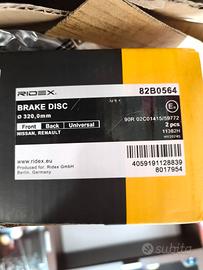 RIDEX
82B0564
BRAKE DISC
Ø 320,0mm
Front Back Universal
90R 02C01415/59772
2 pcs
NISSAN, RENAULT
11382H
www.ridex.eu
Produced for: Ridex GmbH
Berlin, Germany
4059191128839
8017954
subito